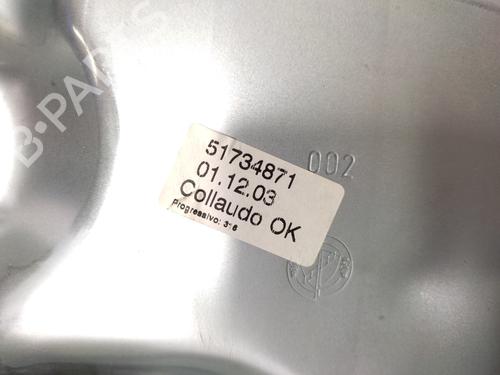 B-PARTS
51734871
01.12.03
Collaudo OK
Progressivo: 3-6
002